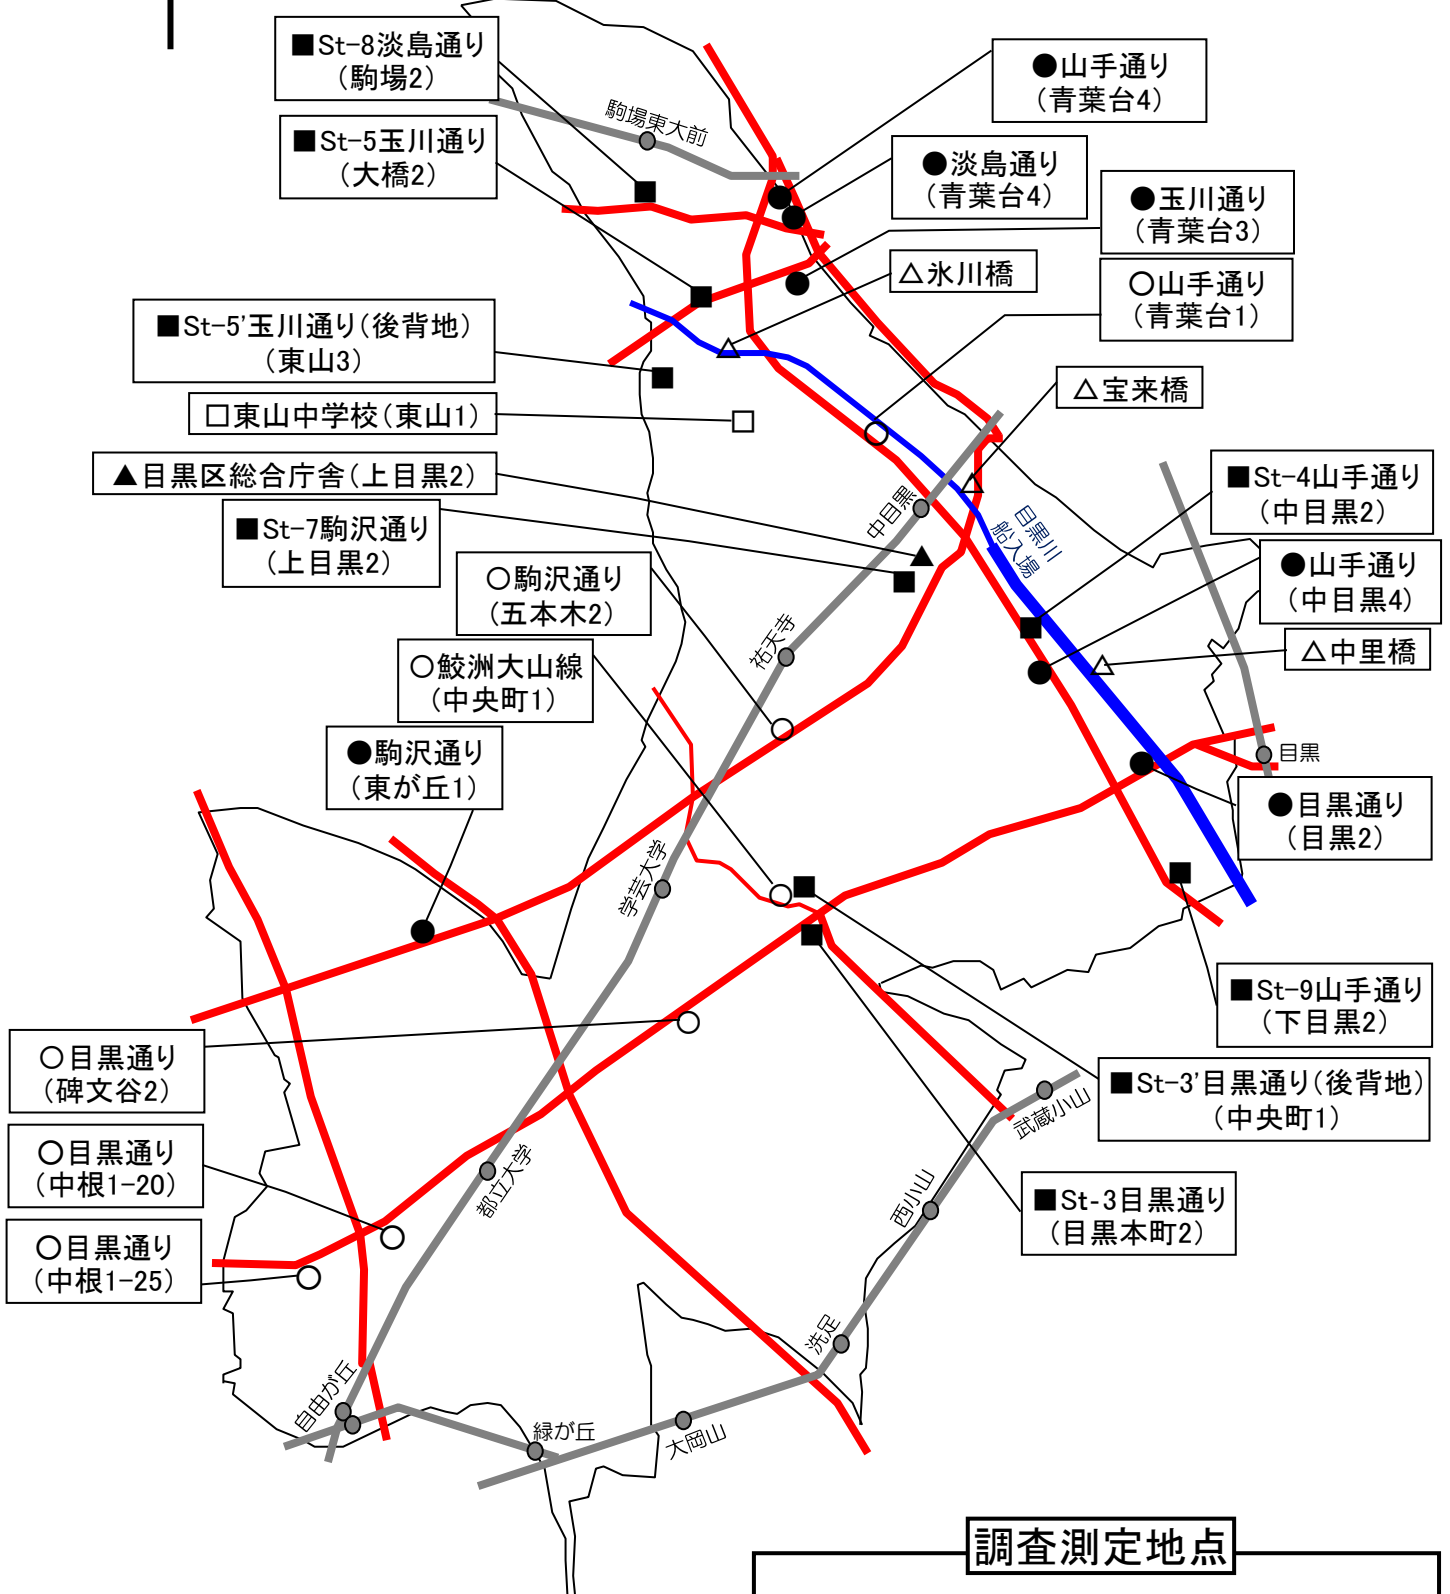 ■St-8淡島通り
(駒場2)
●山手通り
(青葉台4)
駒場東大前
■St-5玉川通り
(大橋2)
●淡島通り
(青葉台4)
●玉川通り
(青葉台3)
△氷川橋
○山手通り
(青葉台1)
■St-5'玉川通り(後背地)
(東山3)
△宝来橋
□東山中学校(東山1)
▲目黒区総合庁舎(上目黒2)
■St-4山手通り
(中目黒2)
中目黒
■St-7駒沢通り
(上目黒2)
目黒川
船入場
●山手通り
(中目黒4)
○駒沢通り
(五本木2)
祐天寺
△中里橋
○鮫洲大山線
(中央町1)
●駒沢通り
(東が丘1)
目黒
●目黒通り
(目黒2)
学芸大学
■St-9山手通り
(下目黒2)
○目黒通り
(碑文谷2)
■St-3'目黒通り(後背地)
(中央町1)
武蔵小山
○目黒通り
(中根1-20)
都立大学
西小山
■St-3目黒通り
(目黒本町2)
○目黒通り
(中根1-25)
洗足
自由が丘
緑が丘
大岡山
調査測定地点